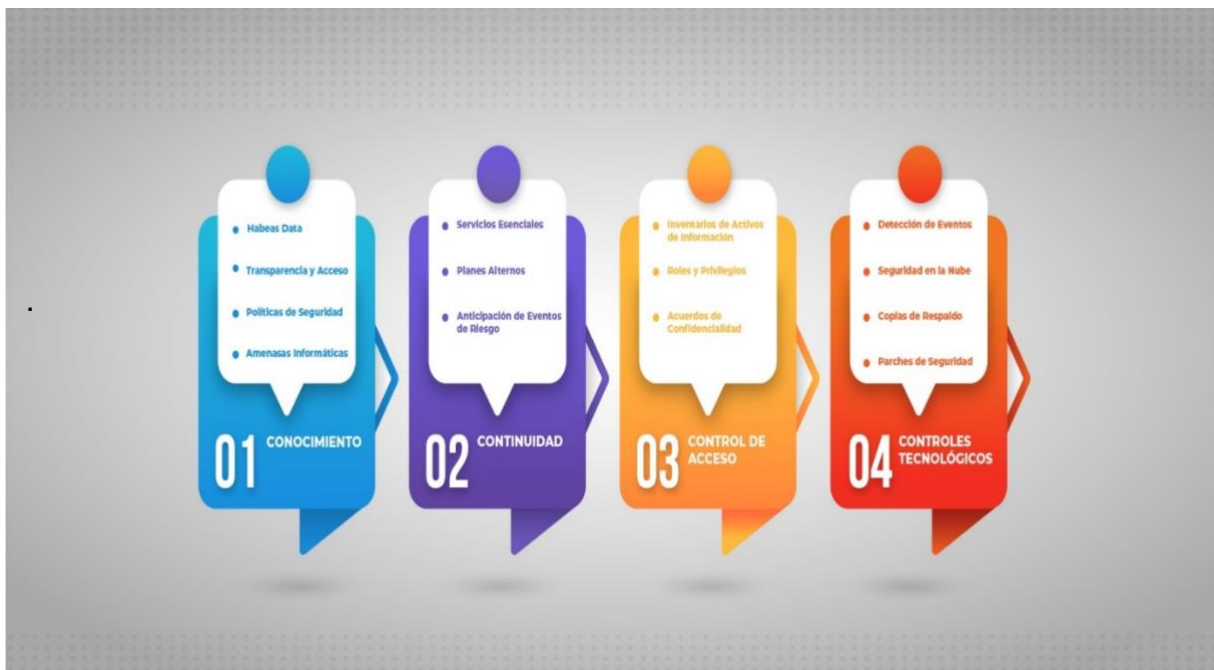 Habeas Data
Transparencia y Acceso
Políticas de Seguridad
Amenasas Informáticas
01 CONOCIMIENTO
Servicios Esenciales
Planes Alternos
Anticipación de Eventos
de Riesgo
02 CONTINUIDAD
Inventarios de Activos
de Información
Roles y Privilegios
Acuerdos de
Confidencialidad
03 CONTROL DE
ACCESO
Detección de Eventos
Seguridad en la Nube
Copias de Respaldo
Parches de Seguridad
04 CONTROLES
TECNOLÓGICOS